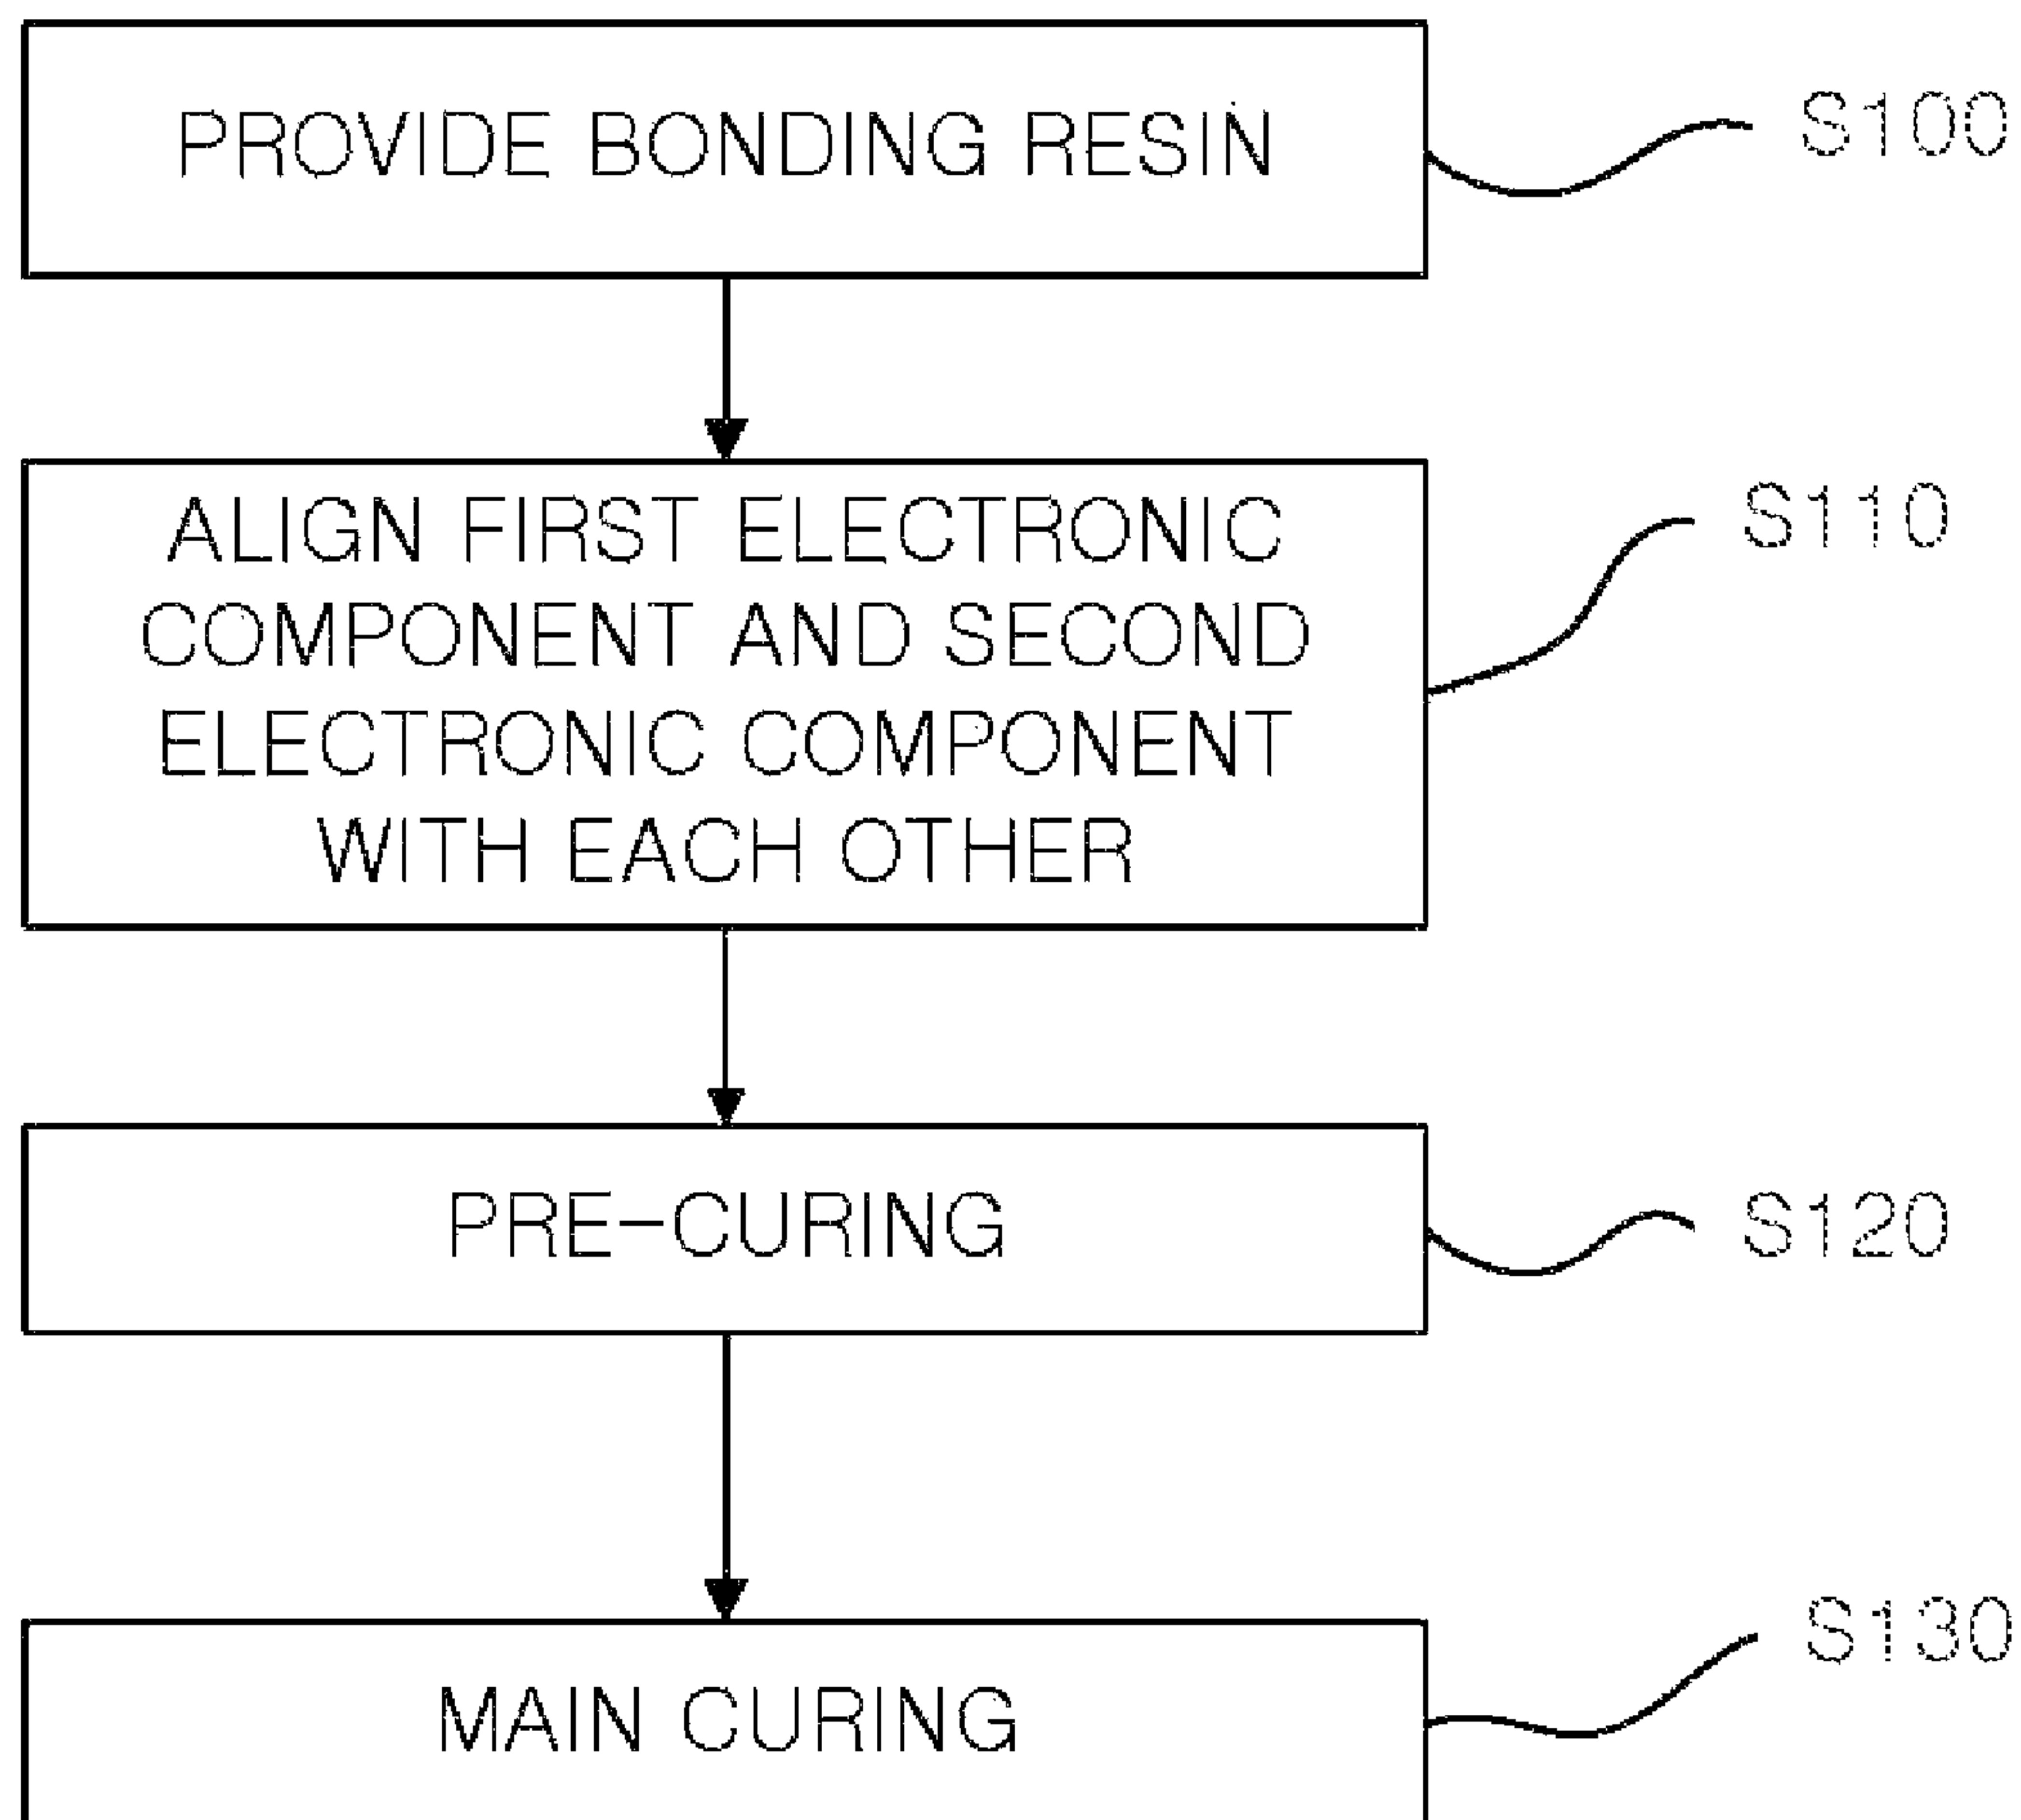 PROVIDE BONDING RESIN
S100
ALIGN FIRST ELECTRONIC
COMPONENT AND SECOND
ELECTRONIC COMPONENT
WITH EACH OTHER
S110
PRE-CURING
S120
MAIN CURING
S130